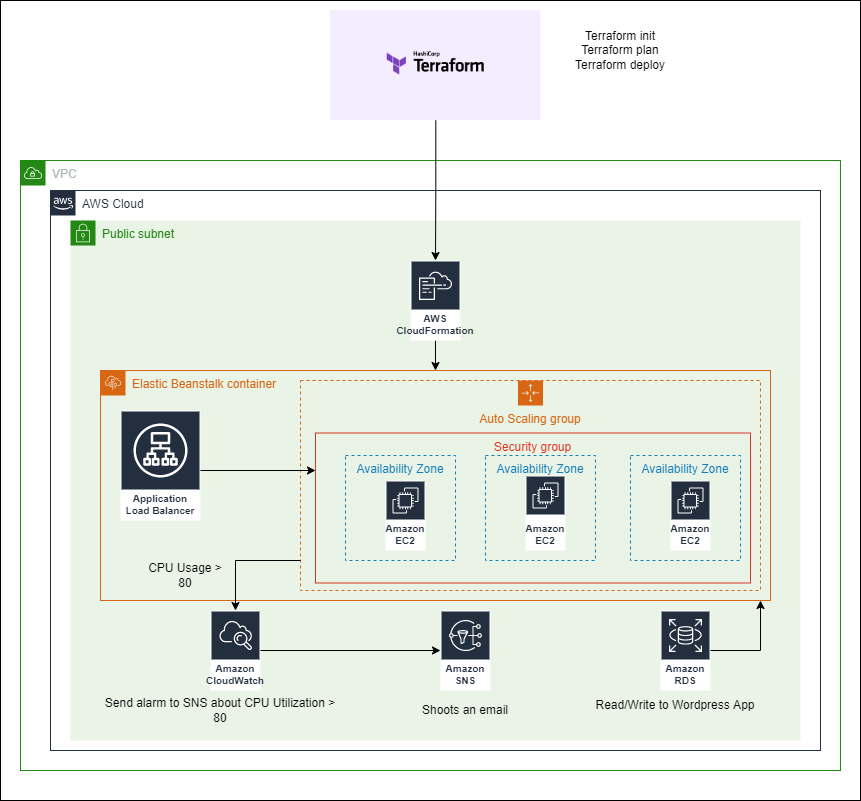 HashiCorp
Terraform
Terraform init
Terraform plan
Terraform deploy
VPC
aws
AWS Cloud
Public subnet
AWS
CloudFormation
Elastic Beanstalk container
Auto Scaling group
Security group
Availability Zone
Availability Zone
Availability Zone
Application
Load Balancer
Amazon
EC2
Amazon
EC2
Amazon
EC2
CPU Usage >
80
Amazon
CloudWatch
Amazon
SNS
Amazon
RDS
Send alarm to SNS about CPU Utilization >
80
Shoots an email
Read/Write to Wordpress App